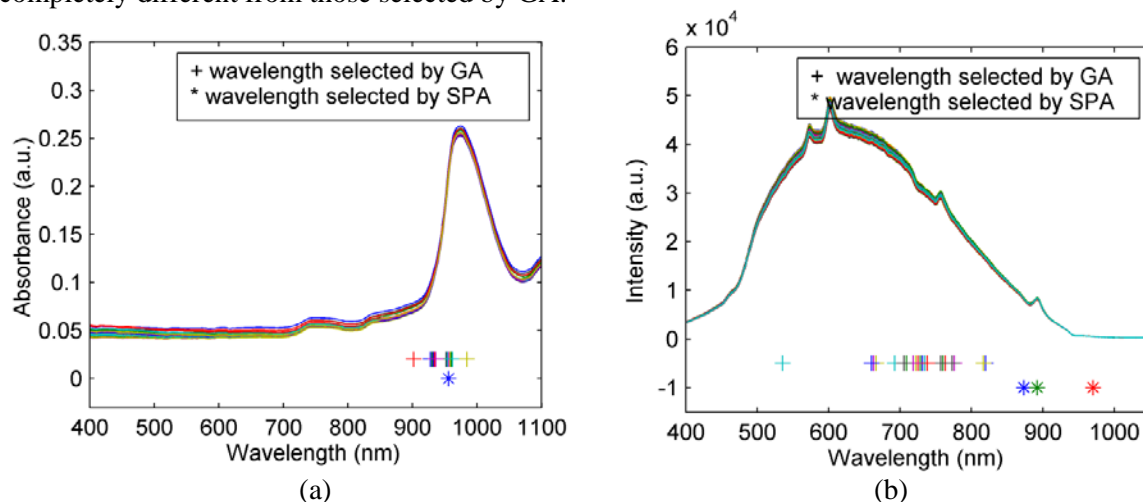 completely different from those selected by GA.
0.35
0.3
0.25
0.2
0.15
0.1
0.05
0
Absorbance (a.u.)
+ wavelength selected by GA
* wavelength selected by SPA
400 500 600 700 800 900 1000 1100
Wavelength (nm)
(a)
x 10^4
6
5
4
3
2
1
0
-1
Intensity (a.u.)
+ wavelength selected by GA
* wavelength selected by SPA
400 500 600 700 800 900 1000
Wavelength (nm)
(b)